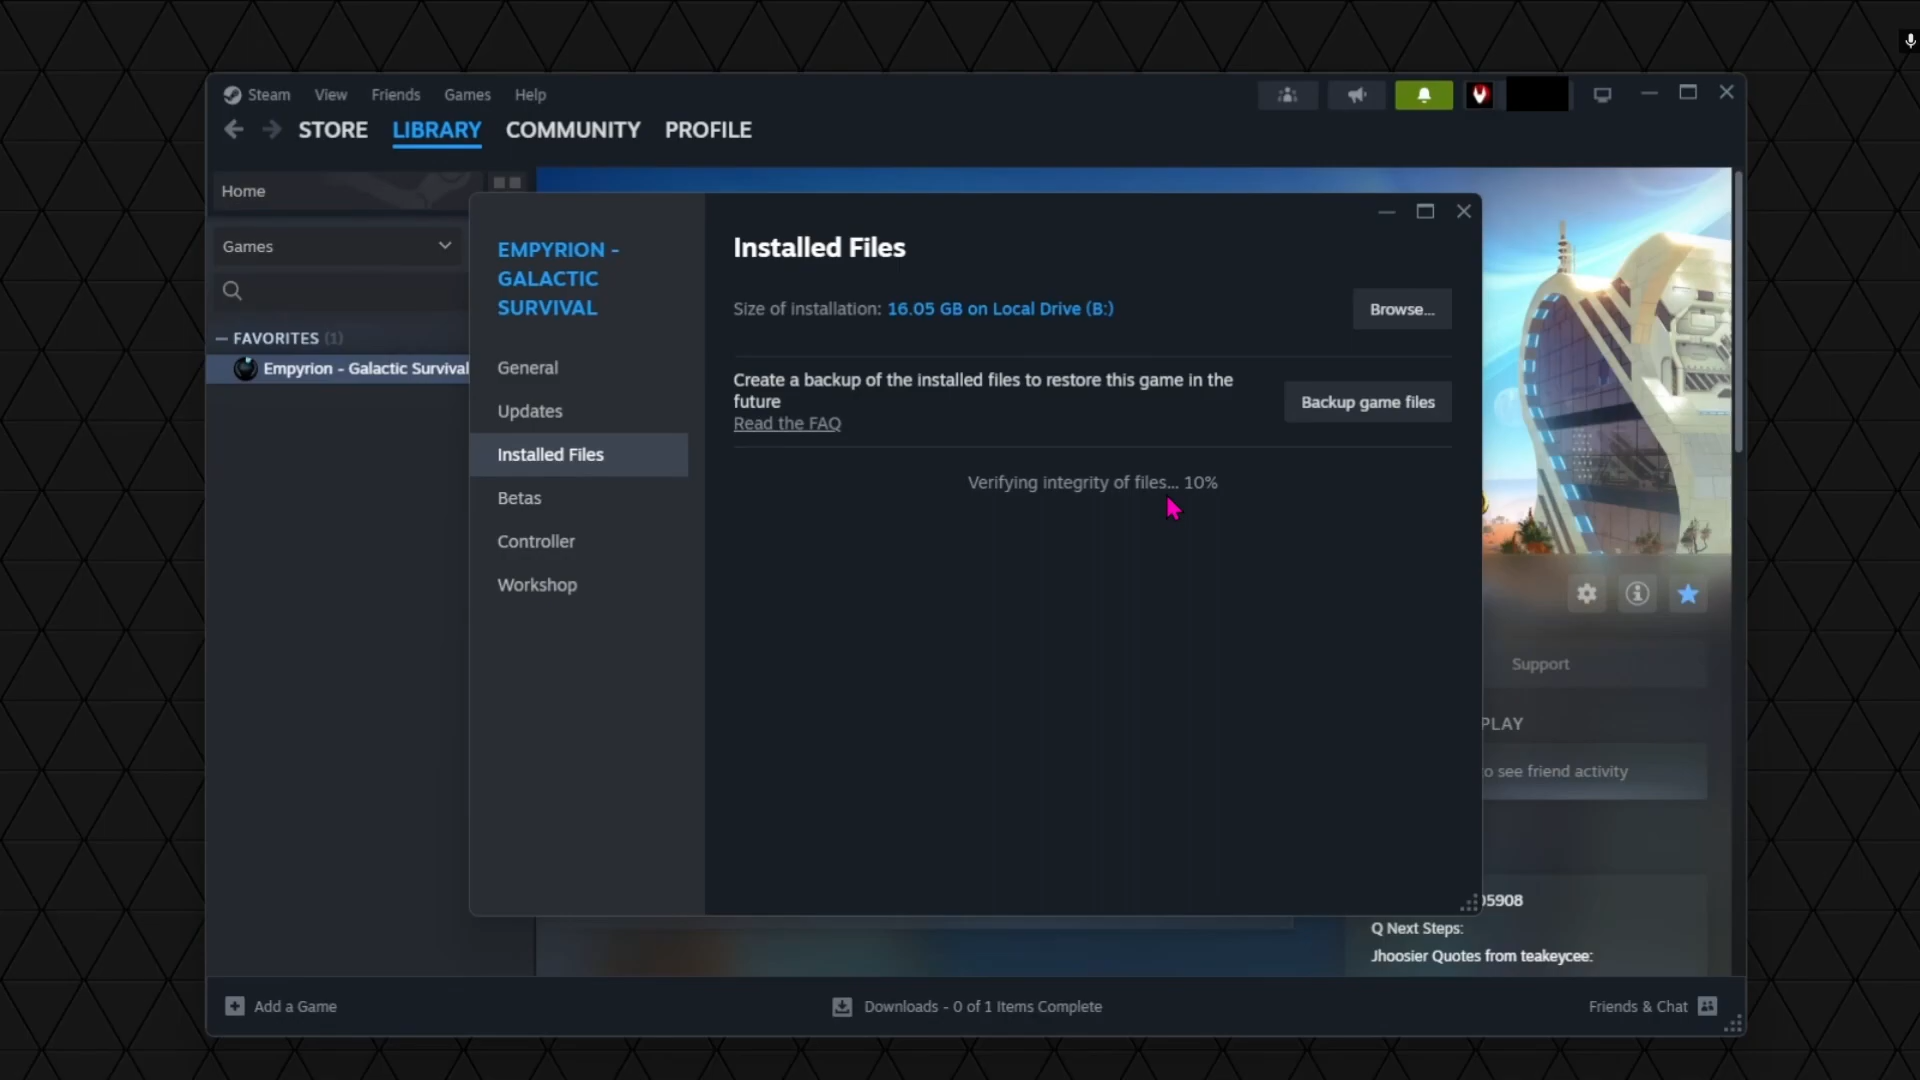 Steam View Friends Games Help
STORE LIBRARY COMMUNITY PROFILE
Home
Games
— FAVORITES (1)
Empyrion - Galactic Survival
EMPYRION -
GALACTIC
SURVIVAL
General
Updates
Installed Files
Betas
Controller
Workshop
Installed Files
Size of installation: 16.05 GB on Local Drive (B:)
Browse...
Create a backup of the installed files to restore this game in the
future
Read the FAQ
Backup game files
Verifying integrity of files... 10%
Support
PLAY
to see friend activity
05908
Q Next Steps:
Jhoosier Quotes from teakeycee:
Add a Game
Downloads - 0 of 1 Items Complete
Friends & Chat